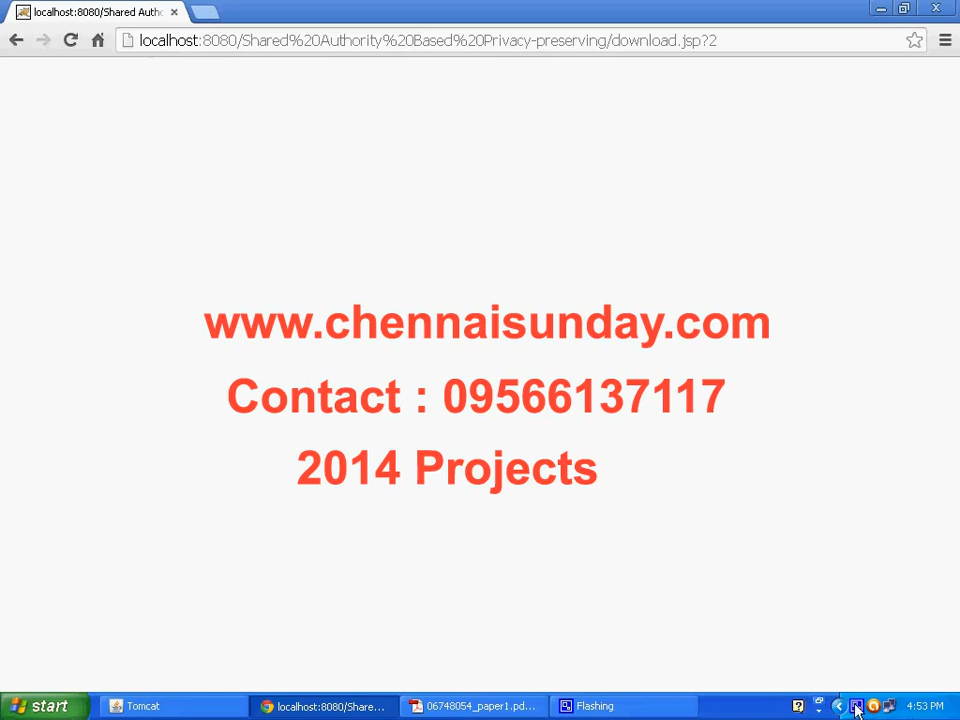 localhost:8080/Shared Auth
localhost:8080/Shared%20Authority%20Based%20Privacy-preserving/download.jsp?2
www.chennaisunday.com
Contact : 09566137117
2014 Projects
start
Tomcat
localhost:8080/Share...
06748054_paper1.pd...
Flashing
4:53 PM